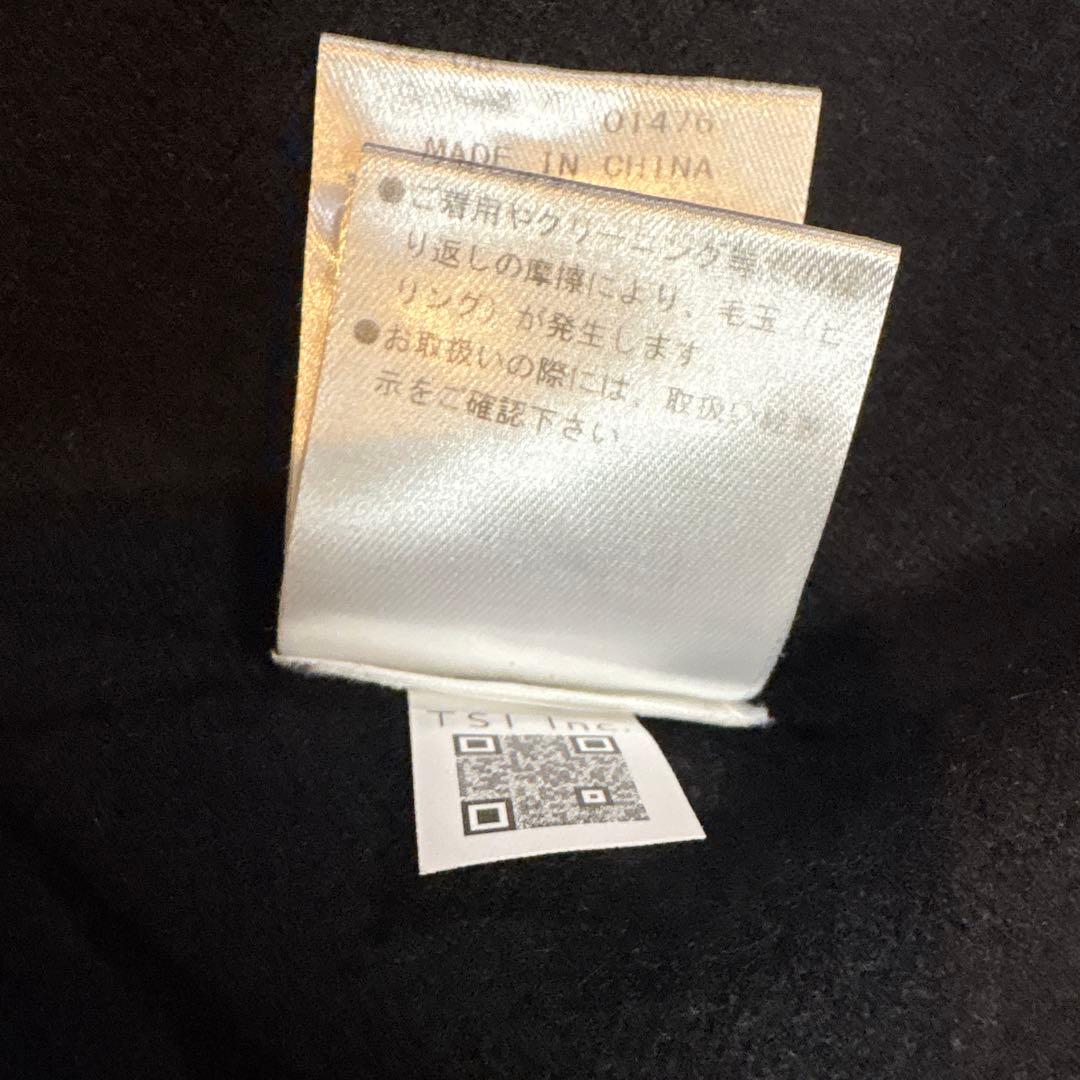 01476
MADE IN CHINA
●ご着用やクリーニング等
り返しの摩擦により、毛玉（ピ
リング）が発生します
●お取扱いの際には、取扱
示をご確認下さい
TSI Inc.